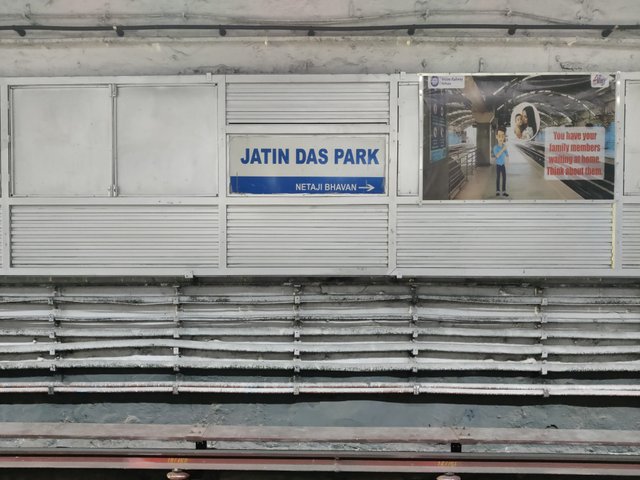 JATIN DAS PARK
NETAJI BHAVAN →
You have your
family members
waiting at home.
Think about them.